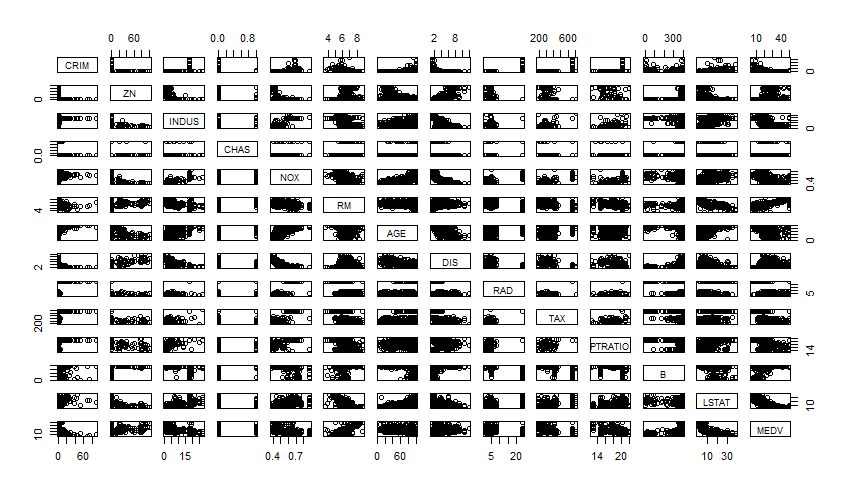 0 60 0.0 0.8 4 6 8 2 8 200 600 0 300 10 40
CRIM 0
0 ZN
INDUS 0
0.0 CHAS
NOX 0.4
4 RM
AGE 0
2 DIS
RAD 5
200 TAX
PTRATIO 14
0 B
LSTAT 10
10 MEDV
0 60 0 15 0.4 0.7 0 60 5 20 14 20 10 30